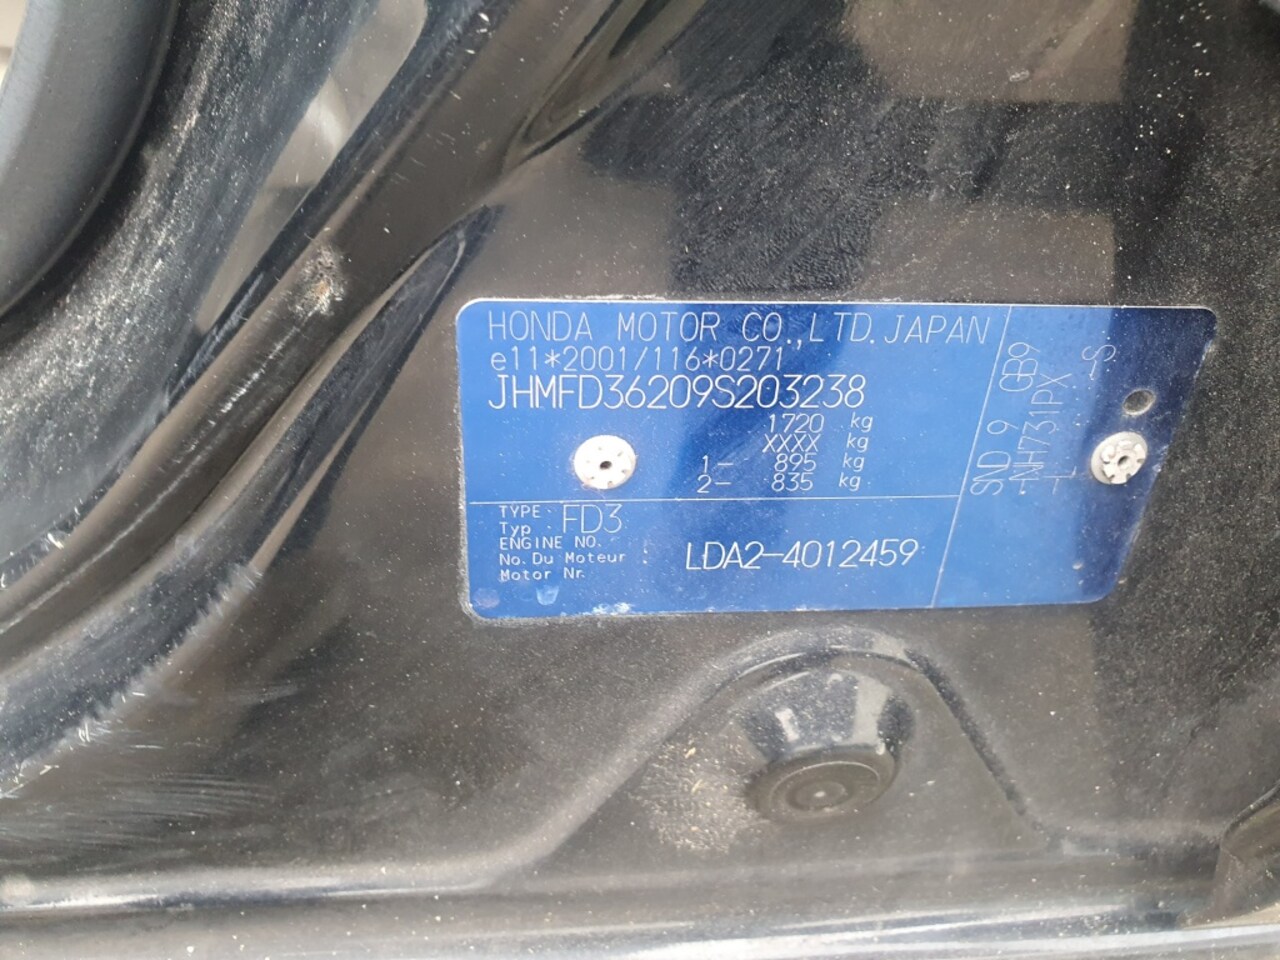 HONDA MOTOR CO.,LTD. JAPAN
e11*2001/116*0271
JHMFD36209S203238
1720 kg
XXXX kg
1- 895 kg
2- 835 kg
TYPE
Typ : FD3
ENGINE NO.
No. Du Moteur : LDA2-4012459
Motor Nr.
SND 9 GB9
NH731PX